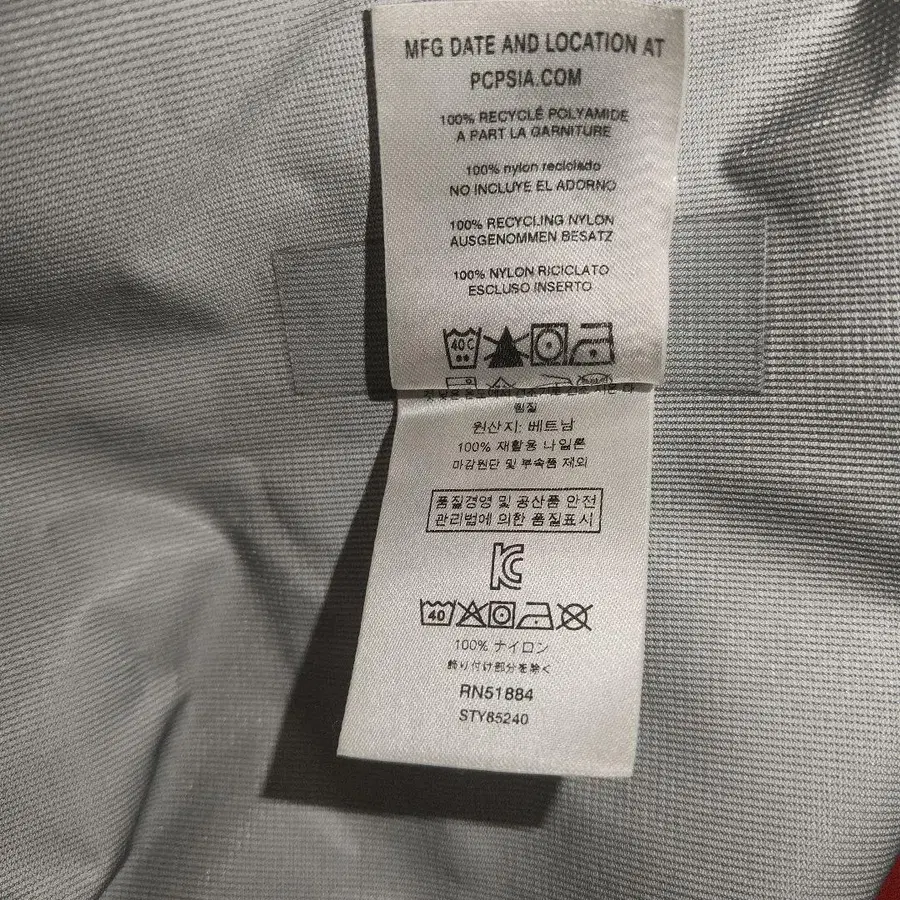 MFG DATE AND LOCATION AT
PCPSIA.COM
100% RECYCLÉ POLYAMIDE
A PART LA GARNITURE
100% nylon reciclado
NO INCLUYE EL ADORNO
100% RECYCLING NYLON
AUSGENOMMEN BESATZ
100% NYLON RICICLATO
ESCLUSO INSERTO
40 C
림질
원산지: 베트남
100% 재활용 나일론
마감원단 및 부속품 제외
품질경영 및 공산품 안전
관리법에 의한 품질표시
40
100% ナイロン
飾り付け部分を除く
RN51884
STY85240